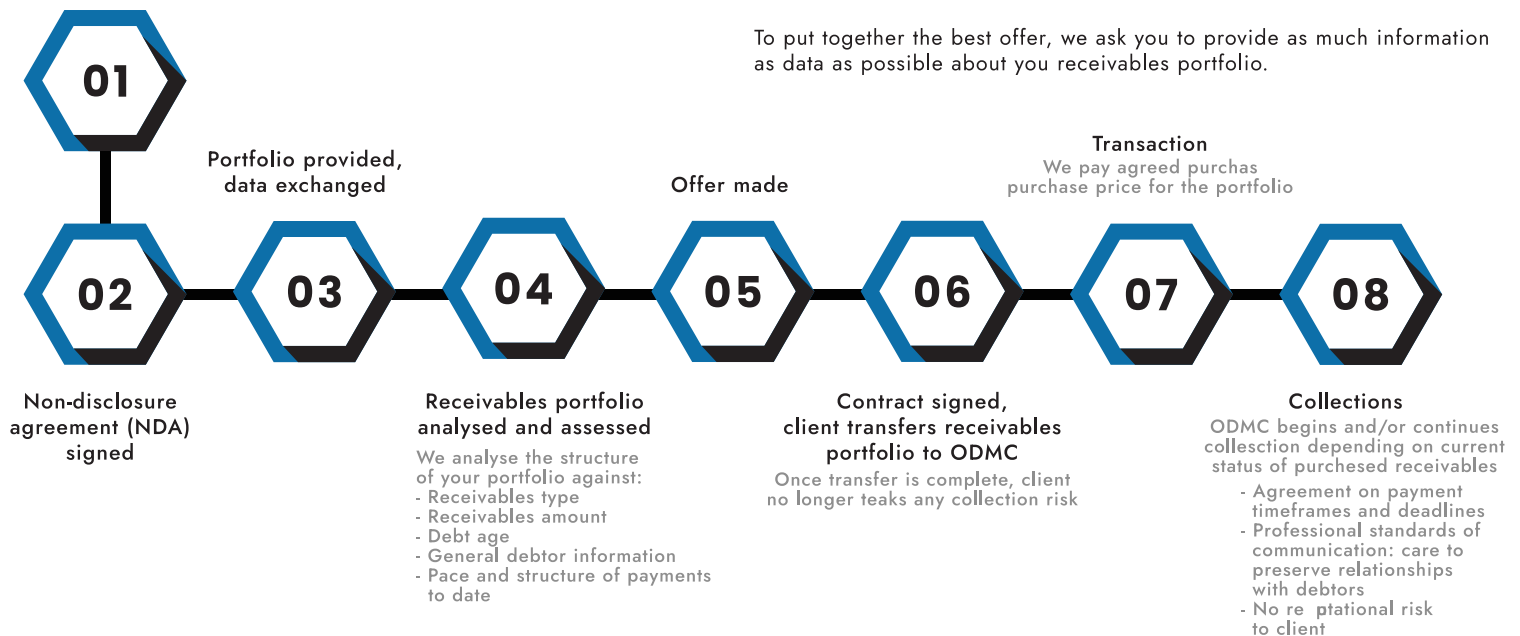 01
To put together the best offer, we ask you to provide as much information
as data as possible about you receivables portfolio.
02
Non-disclosure
agreement (NDA)
signed
Portfolio provided,
data exchanged
03
04
Receivables portfolio
analysed and assessed
We analyse the structure
of your portfolio against:
- Receivables type
- Receivables amount
- Debt age
- General debtor information
- Pace and structure of payments
to date
Offer made
05
06
Contract signed,
client transfers receivables
portfolio to ODMC
Once transfer is complete, client
no longer teaks any collection risk
Transaction
We pay agreed purchas
purchase price for the portfolio
07
08
Collections
ODMC begins and/or continues
collesction depending on current
status of purchesed receivables
- Agreement on payment
timeframes and deadlines
- Professional standards of
communication: care to
preserve relationships
with debtors
- No re ptational risk
to client